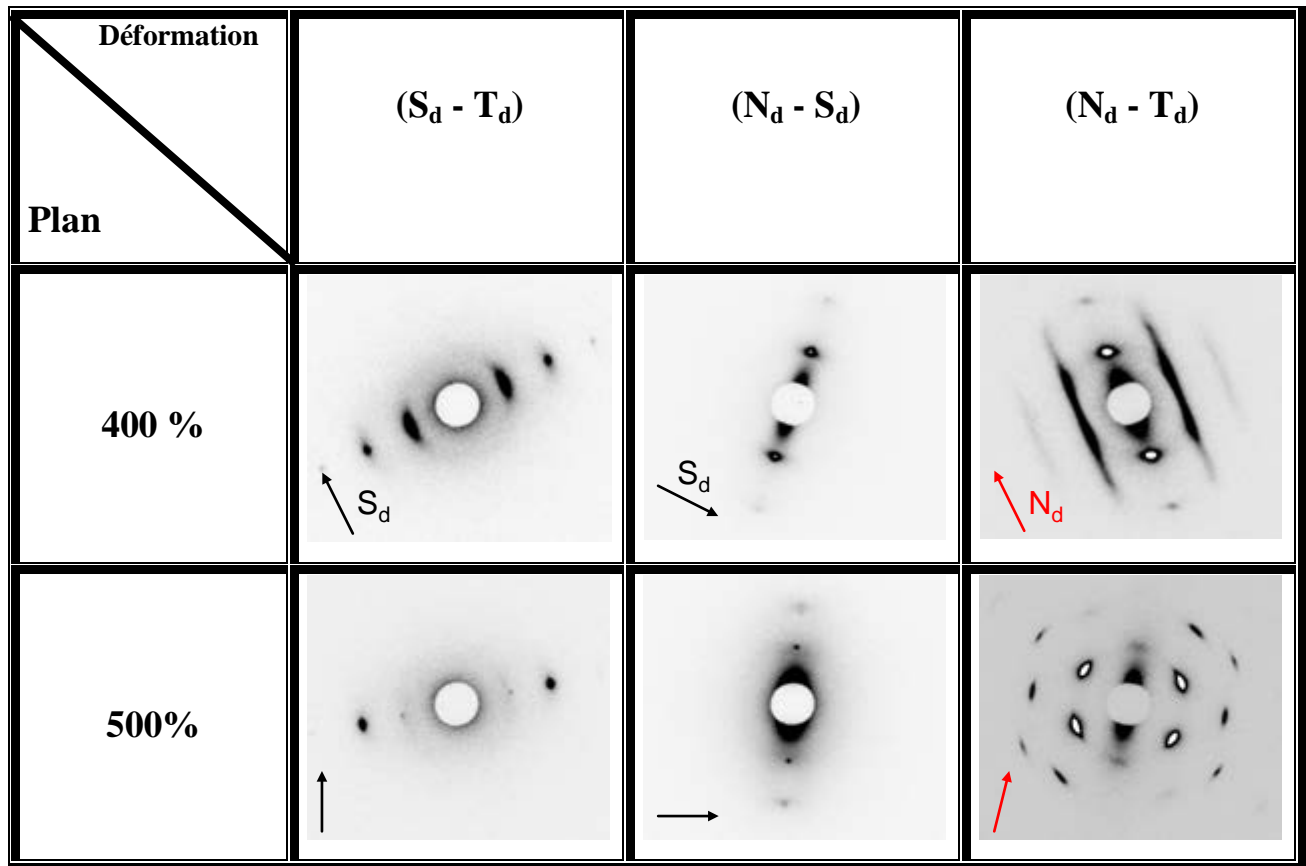 Déformation
Plan
(Sd - Td)
(Nd - Sd)
(Nd - Td)
400 %
Sd
Sd
Nd
500%